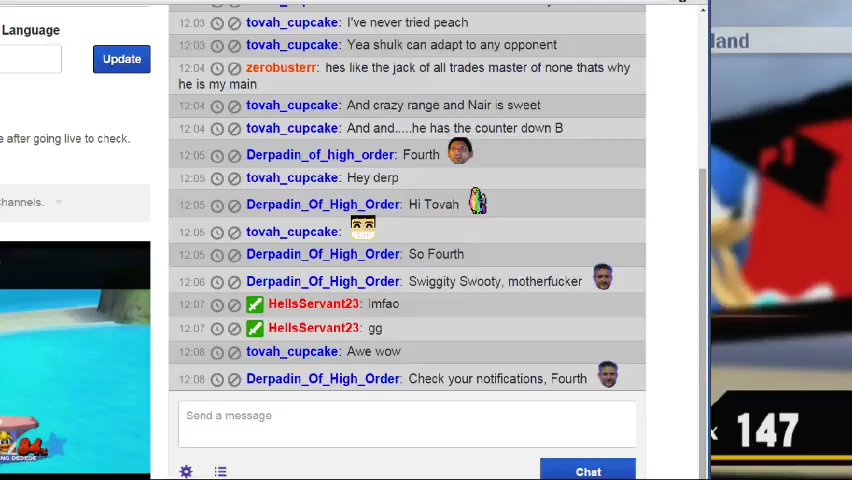 Language
Update
e after going live to check.
Channels.
12:03 tovah_cupcake: I've never tried peach
12:03 tovah_cupcake: Yea shulk can adapt to any opponent
12:04 zerobusterr: hes like the jack of all trades master of none thats why
he is my main
12:04 tovah_cupcake: And crazy range and Nair is sweet
12:04 tovah_cupcake: And and.....he has the counter down B
12:05 Derpadin_of_high_order: Fourth
12:05 tovah_cupcake: Hey derp
12:05 Derpadin_Of_High_Order: Hi Tovah
12:05 tovah_cupcake:
12:05 Derpadin_Of_High_Order: So Fourth
12:06 Derpadin_Of_High_Order: Swiggity Swooty, motherfucker
12:07 HellsServant23: lmfao
12:07 HellsServant23: gg
12:08 tovah_cupcake: Awe wow
12:08 Derpadin_Of_High_Order: Check your notifications, Fourth
Send a message
Chat
84%
KING DEDEDE
land
147